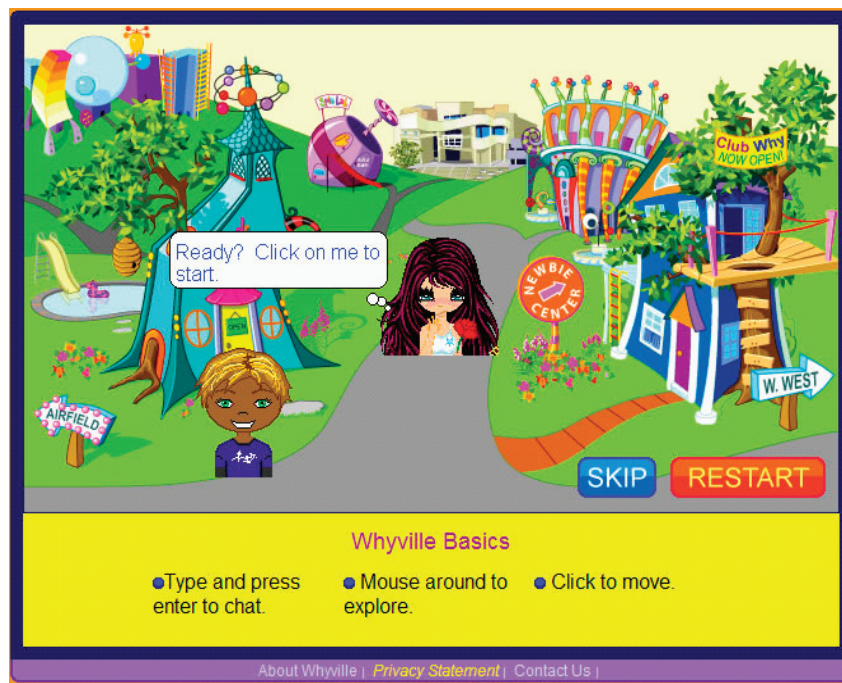 Club Why
NOW OPEN!
Ready?  Click on me to
start.
NEWBIE
CENTER
OPEN
W. WEST
AIRFIELD
SKIP
RESTART
Whyville Basics
Type and press
enter to chat.
Mouse around to
explore.
Click to move.
About Whyville | Privacy Statement | Contact Us |